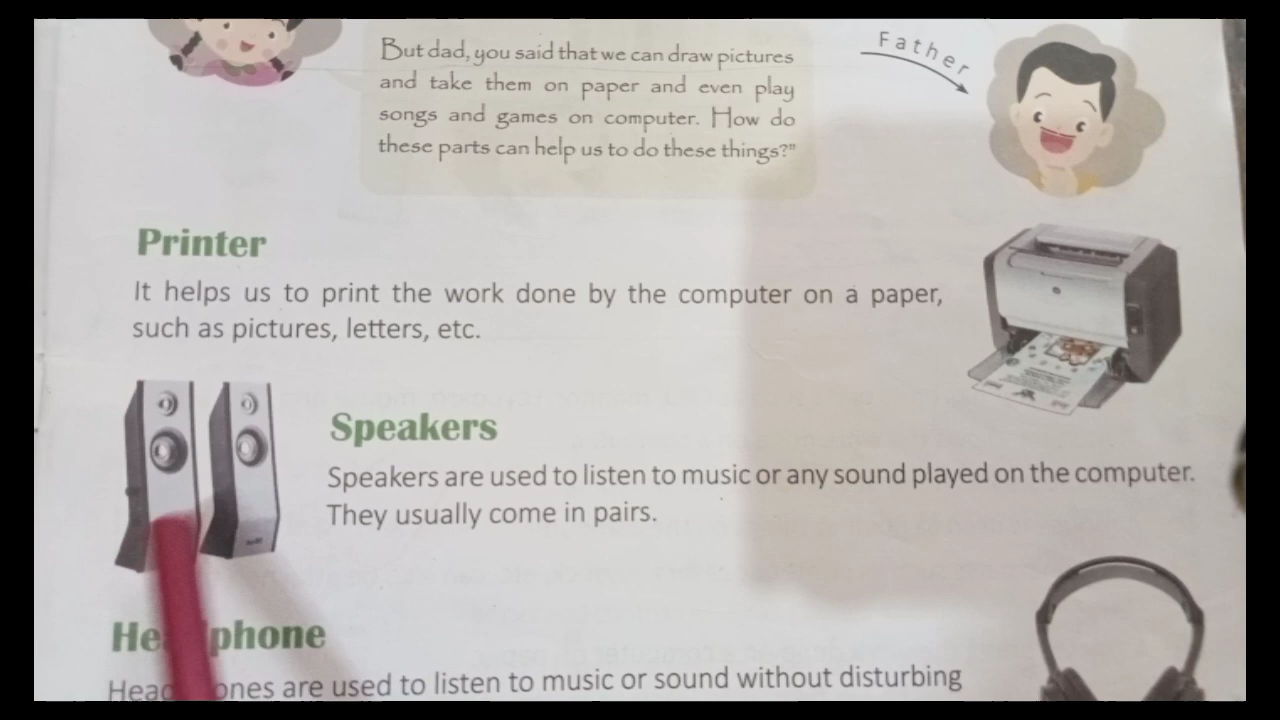 But dad, you said that we can draw pictures
and take them on paper and even play
songs and games on computer. How do
these parts can help us to do these things?"
Father
Printer
It helps us to print the work done by the computer on a paper,
such as pictures, letters, etc.
Speakers
Speakers are used to listen to music or any sound played on the computer.
They usually come in pairs.
phone
are used to listen to music or sound without disturbing